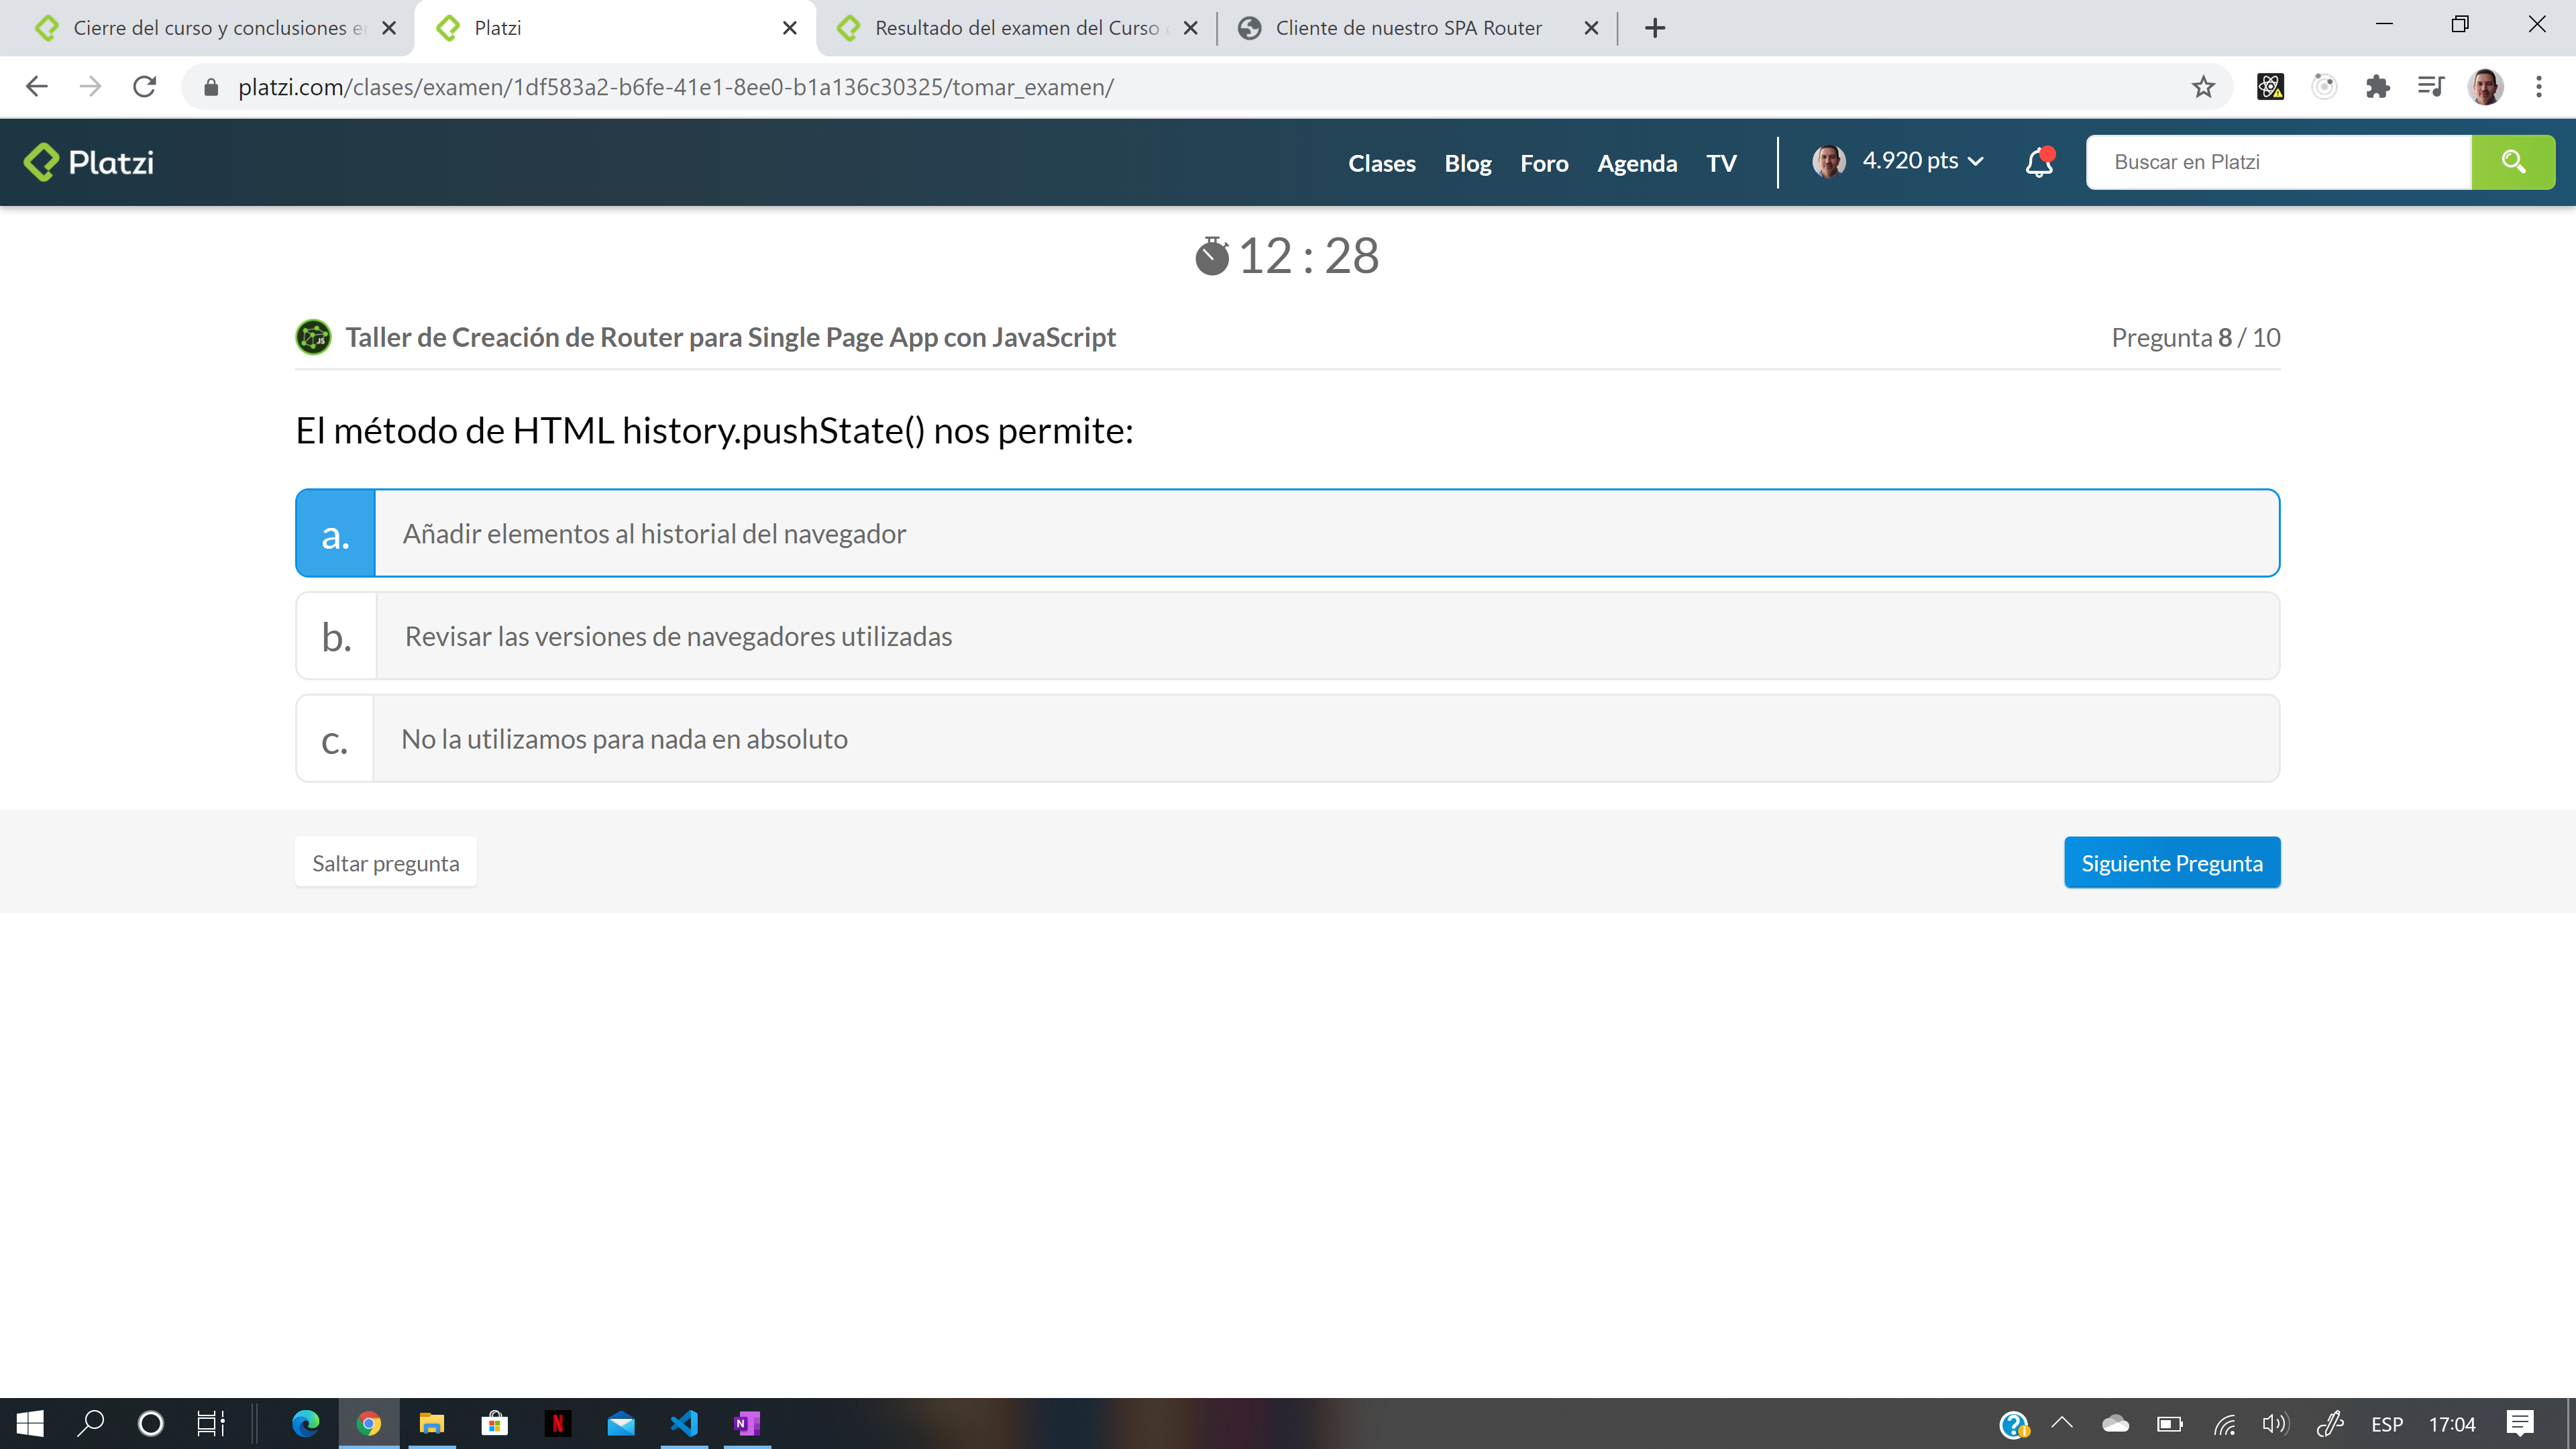 Cierre del curso y conclusiones e
Platzi
Resultado del examen del Curso
Cliente de nuestro SPA Router
platzi.com/clases/examen/1df583a2-b6fe-41e1-8ee0-b1a136c30325/tomar_examen/
Platzi
Clases
Blog
Foro
Agenda
TV
4.920 pts
Buscar en Platzi
12 : 28
JS
Taller de Creación de Router para Single Page App con JavaScript
Pregunta 8 / 10
El método de HTML history.pushState() nos permite:
a. Añadir elementos al historial del navegador
b. Revisar las versiones de navegadores utilizadas
c. No la utilizamos para nada en absoluto
Saltar pregunta
Siguiente Pregunta
N
N
ESP
17:04